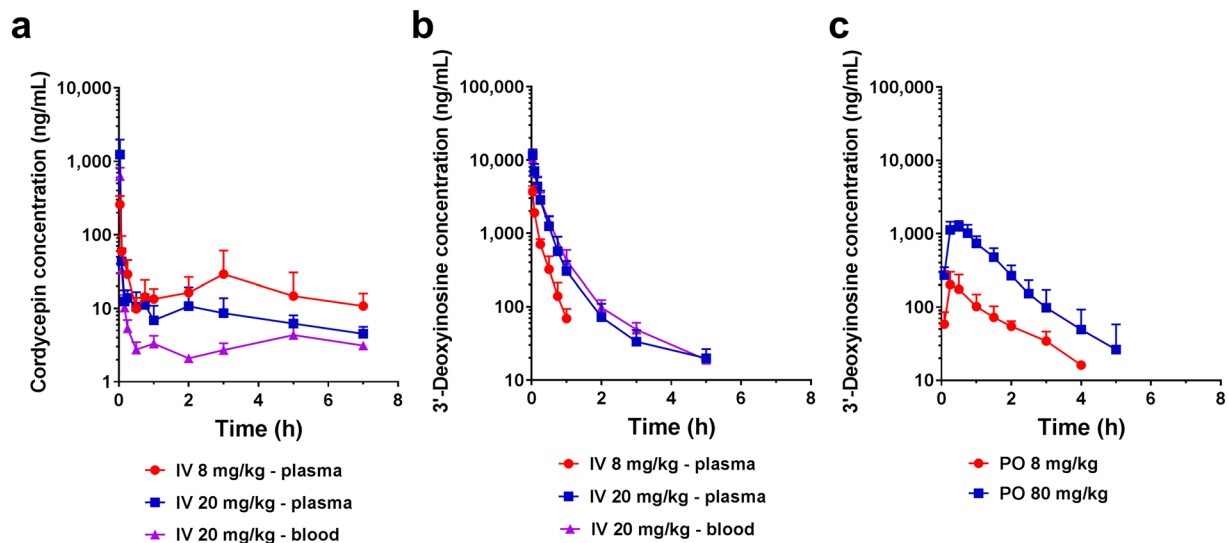 a
Cordycepin concentration (ng/mL)
10,000
1,000
100
10
1
0 2 4 6 8
Time (h)
IV 8 mg/kg - plasma
IV 20 mg/kg - plasma
IV 20 mg/kg - blood
b
3'-Deoxyinosine concentration (ng/mL)
100,000
10,000
1,000
100
10
0 2 4 6 8
Time (h)
IV 8 mg/kg - plasma
IV 20 mg/kg - plasma
IV 20 mg/kg - blood
c
3'-Deoxyinosine concentration (ng/mL)
100,000
10,000
1,000
100
10
0 2 4 6 8
Time (h)
PO 8 mg/kg
PO 80 mg/kg